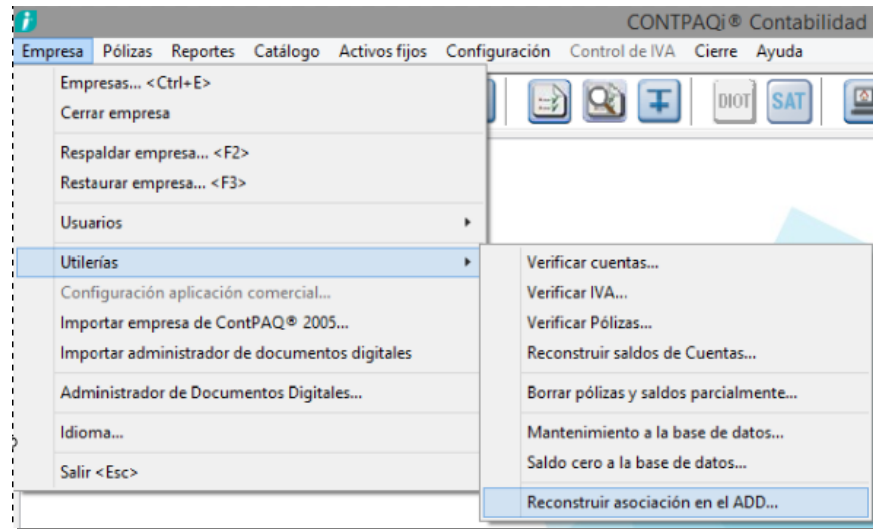 CONTPAQi® Contabilidad
Empresa Pólizas Reportes Catálogo Activos fijos Configuración Control de IVA Cierre Ayuda
Empresas... <Ctrl+E>
Cerrar empresa
DIOT SAT
Respaldar empresa... <F2>
Restaurar empresa... <F3>
Usuarios
Utilerías
Configuración aplicación comercial...
Importar empresa de ContPAQ® 2005...
Importar administrador de documentos digitales
Administrador de Documentos Digitales...
Idioma...
Salir <Esc>
Verificar cuentas...
Verificar IVA...
Verificar Pólizas...
Reconstruir saldos de Cuentas...
Borrar pólizas y saldos parcialmente...
Mantenimiento a la base de datos...
Saldo cero a la base de datos...
Reconstruir asociación en el ADD...